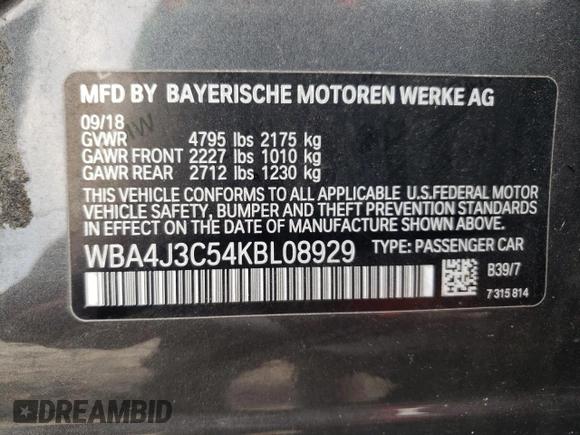 MFD BY BAYERISCHE MOTOREN WERKE AG
09/18
GVWR 4795 lbs 2175 kg
GAWR FRONT 2227 lbs 1010 kg
GAWR REAR 2712 lbs 1230 kg
THIS VEHICLE CONFORMS TO ALL APPLICABLE U.S.FEDERAL MOTOR
VEHICLE SAFETY, BUMPER AND THEFT PREVENTION STANDARDS
IN EFFECT ON THE DATE OF MANUFACTURE SHOWN ABOVE.
WBA4J3C54KBL08929 TYPE: PASSENGER CAR
B39/7
7 315 814
DREAMBID